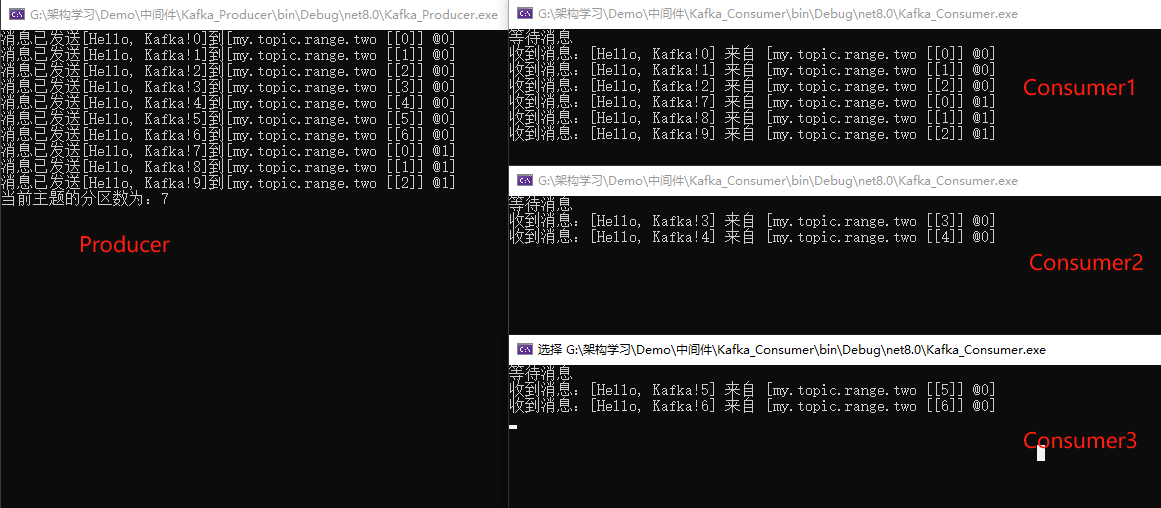 G:\架构学习\Demo\中间件\Kafka_Producer\bin\Debug\net8.0\Kafka_Producer.exe
消息已发送[Hello, Kafka!0]到[my.topic.range.two [[0]] @0]
消息已发送[Hello, Kafka!1]到[my.topic.range.two [[1]] @0]
消息已发送[Hello, Kafka!2]到[my.topic.range.two [[2]] @0]
消息已发送[Hello, Kafka!3]到[my.topic.range.two [[3]] @0]
消息已发送[Hello, Kafka!4]到[my.topic.range.two [[4]] @0]
消息已发送[Hello, Kafka!5]到[my.topic.range.two [[5]] @0]
消息已发送[Hello, Kafka!6]到[my.topic.range.two [[6]] @0]
消息已发送[Hello, Kafka!7]到[my.topic.range.two [[0]] @1]
消息已发送[Hello, Kafka!8]到[my.topic.range.two [[1]] @1]
消息已发送[Hello, Kafka!9]到[my.topic.range.two [[2]] @1]
当前主题的分区数为：7
Producer
G:\架构学习\Demo\中间件\Kafka_Consumer\bin\Debug\net8.0\Kafka_Consumer.exe
等待消息
收到消息：[Hello, Kafka!0] 来自 [my.topic.range.two [[0]] @0]
收到消息：[Hello, Kafka!1] 来自 [my.topic.range.two [[1]] @0]
收到消息：[Hello, Kafka!2] 来自 [my.topic.range.two [[2]] @0]
收到消息：[Hello, Kafka!7] 来自 [my.topic.range.two [[0]] @1]
收到消息：[Hello, Kafka!8] 来自 [my.topic.range.two [[1]] @1]
收到消息：[Hello, Kafka!9] 来自 [my.topic.range.two [[2]] @1]
Consumer1
G:\架构学习\Demo\中间件\Kafka_Consumer\bin\Debug\net8.0\Kafka_Consumer.exe
等待消息
收到消息：[Hello, Kafka!3] 来自 [my.topic.range.two [[3]] @0]
收到消息：[Hello, Kafka!4] 来自 [my.topic.range.two [[4]] @0]
Consumer2
选择 G:\架构学习\Demo\中间件\Kafka_Consumer\bin\Debug\net8.0\Kafka_Consumer.exe
等待消息
收到消息：[Hello, Kafka!5] 来自 [my.topic.range.two [[5]] @0]
收到消息：[Hello, Kafka!6] 来自 [my.topic.range.two [[6]] @0]
Consumer3